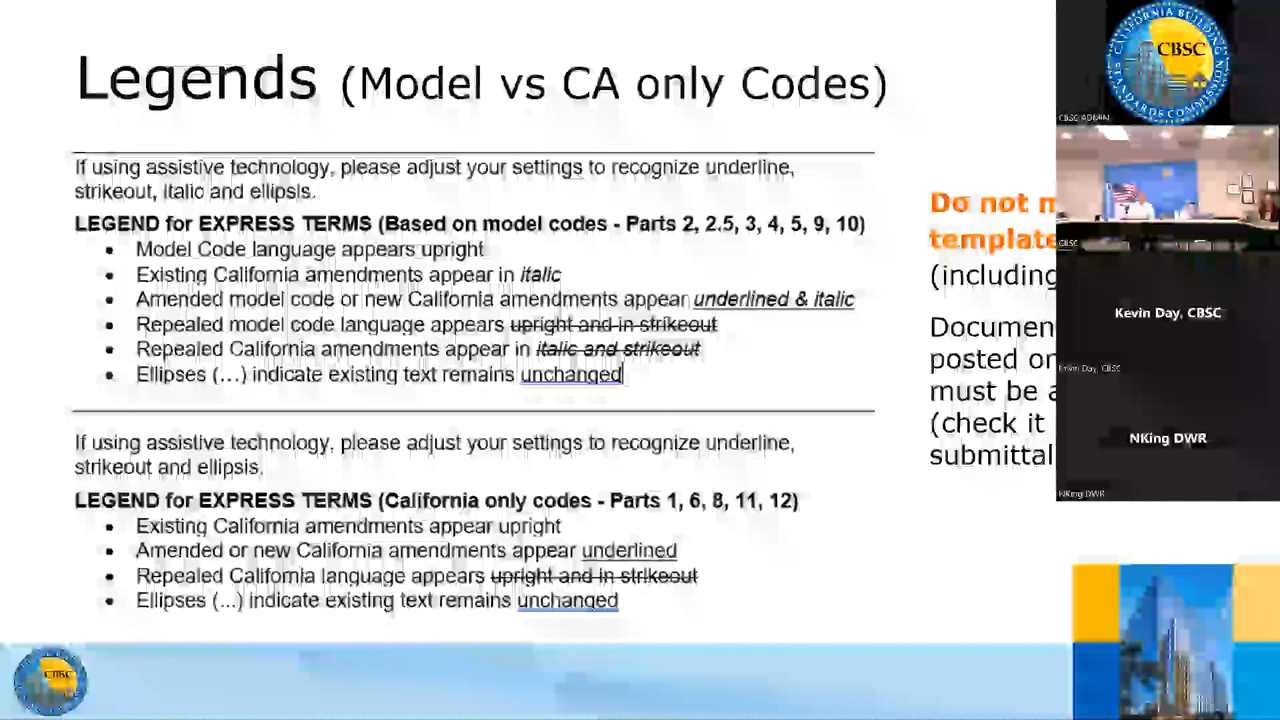 Legends (Model vs CA only Codes)
If using assistive technology, please adjust your settings to recognize underline,
strikeout, italic and ellipsis.
LEGEND for EXPRESS TERMS (Based on model codes - Parts 2, 2.5, 3, 4, 5, 9, 10)
• Model Code language appears upright
• Existing California amendments appear in italic
• Amended model code or new California amendments appear underlined & italic
• Repealed model code language appears upright and in strikeout
• Repealed California amendments appear in italic and strikeout
• Ellipses (...) indicate existing text remains unchanged
If using assistive technology, please adjust your settings to recognize underline,
strikeout and ellipsis.
LEGEND for EXPRESS TERMS (California only codes - Parts 1, 6, 8, 11, 12)
• Existing California amendments appear upright
• Amended or new California amendments appear underlined
• Repealed California language appears upright and in strikeout
• Ellipses (...) indicate existing text remains unchanged
Do not
template
(including
Documen
posted on
must be a
(check it
submittal
CALIFORNIA BUILDING STANDARDS COMMISSION
CBSC
CBSC ADMIN
CBSC
Kevin Day, CBSC
Kevin Day, CBSC
NKing DWR
NKing DWR
CBSC